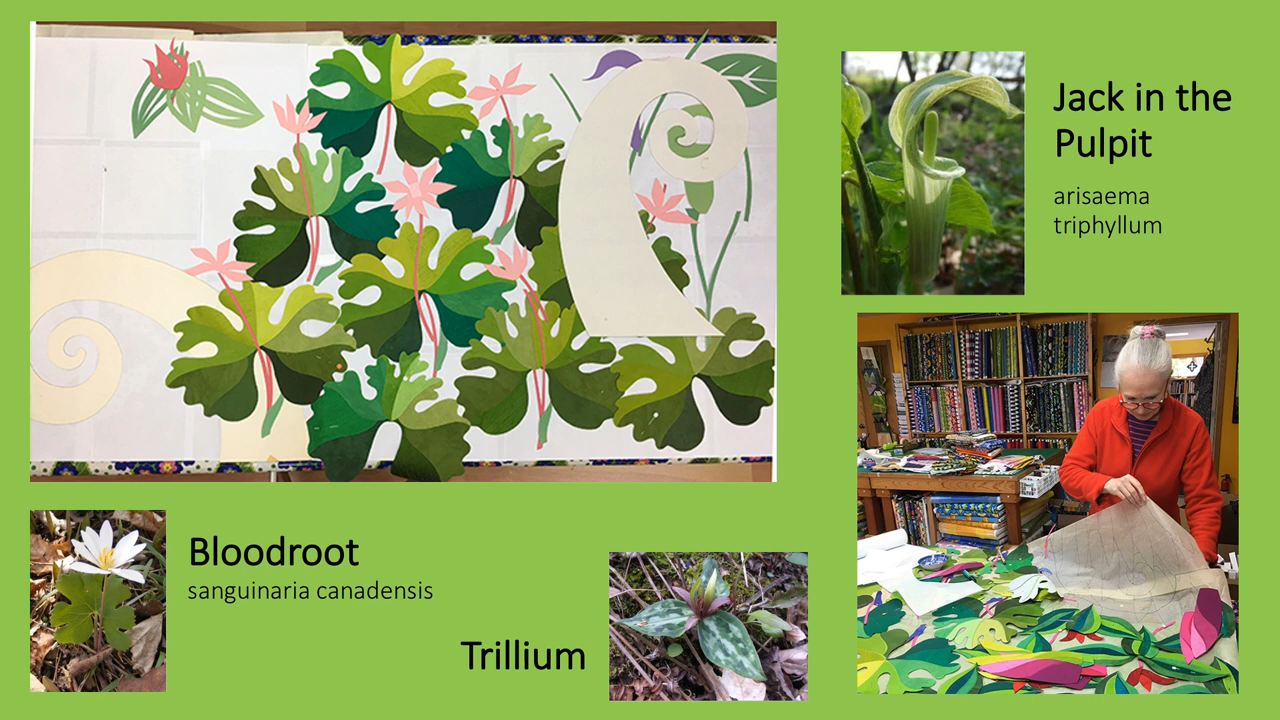 Jack in the
Pulpit
arisaema
triphyllum
Bloodroot
sanguinaria canadensis
Trillium